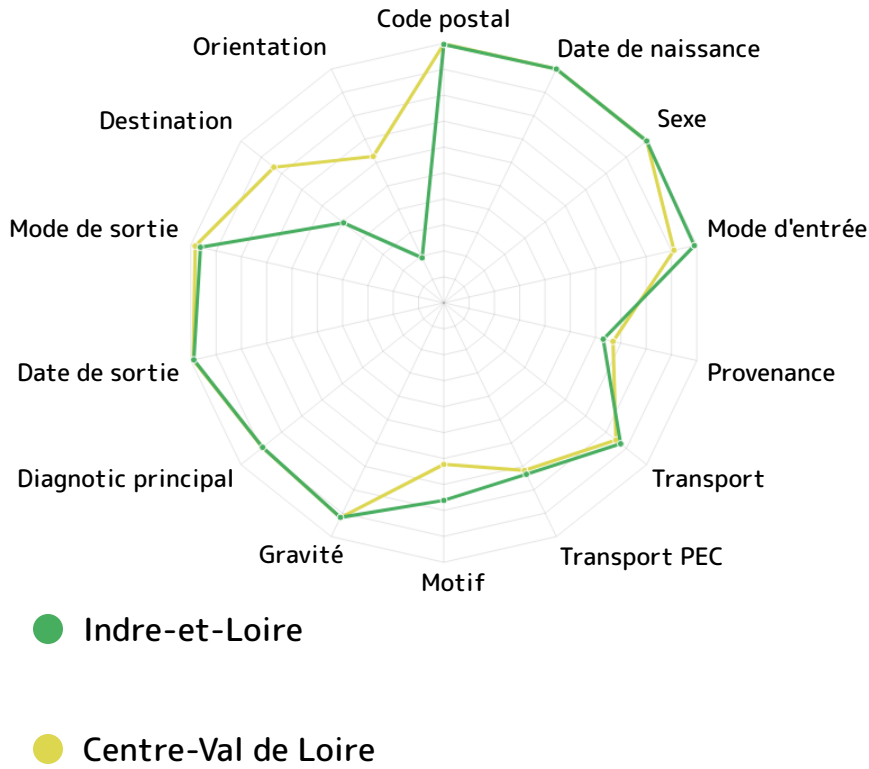 Code postal
Orientation
Date de naissance
Destination
Sexe
Mode de sortie
Mode d'entrée
Date de sortie
Provenance
Diagnotic principal
Transport
Gravité
Transport PEC
Motif
Indre-et-Loire
Centre-Val de Loire